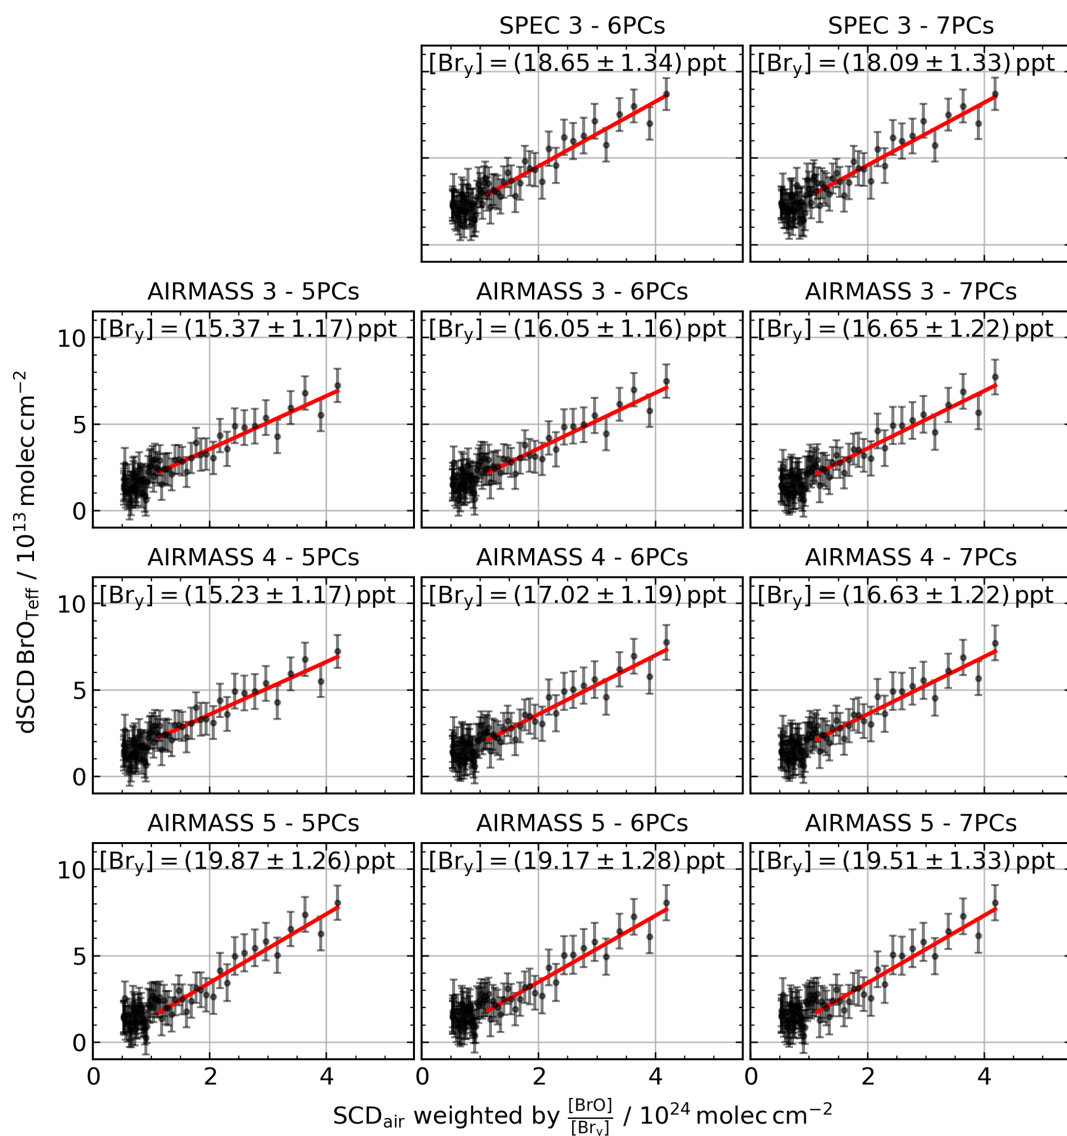 SPEC 3 - 6PCs
SPEC 3 - 7PCs
[Br_y] = (18.65 ± 1.34) ppt
[Br_y] = (18.09 ± 1.33) ppt
AIRMASS 3 - 5PCs
AIRMASS 3 - 6PCs
AIRMASS 3 - 7PCs
[Br_y] = (15.37 ± 1.17) ppt
[Br_y] = (16.05 ± 1.16) ppt
[Br_y] = (16.65 ± 1.22) ppt
10
5
0
AIRMASS 4 - 5PCs
AIRMASS 4 - 6PCs
AIRMASS 4 - 7PCs
[Br_y] = (15.23 ± 1.17) ppt
[Br_y] = (17.02 ± 1.19) ppt
[Br_y] = (16.63 ± 1.22) ppt
10
5
0
AIRMASS 5 - 5PCs
AIRMASS 5 - 6PCs
AIRMASS 5 - 7PCs
[Br_y] = (19.87 ± 1.26) ppt
[Br_y] = (19.17 ± 1.28) ppt
[Br_y] = (19.51 ± 1.33) ppt
10
5
0
0 2 4
0 2 4
0 2 4
dSCD BrO_Teff / 10^13 molec cm^−2
SCD_air weighted by [BrO]/[Br_y] / 10^24 molec cm^−2